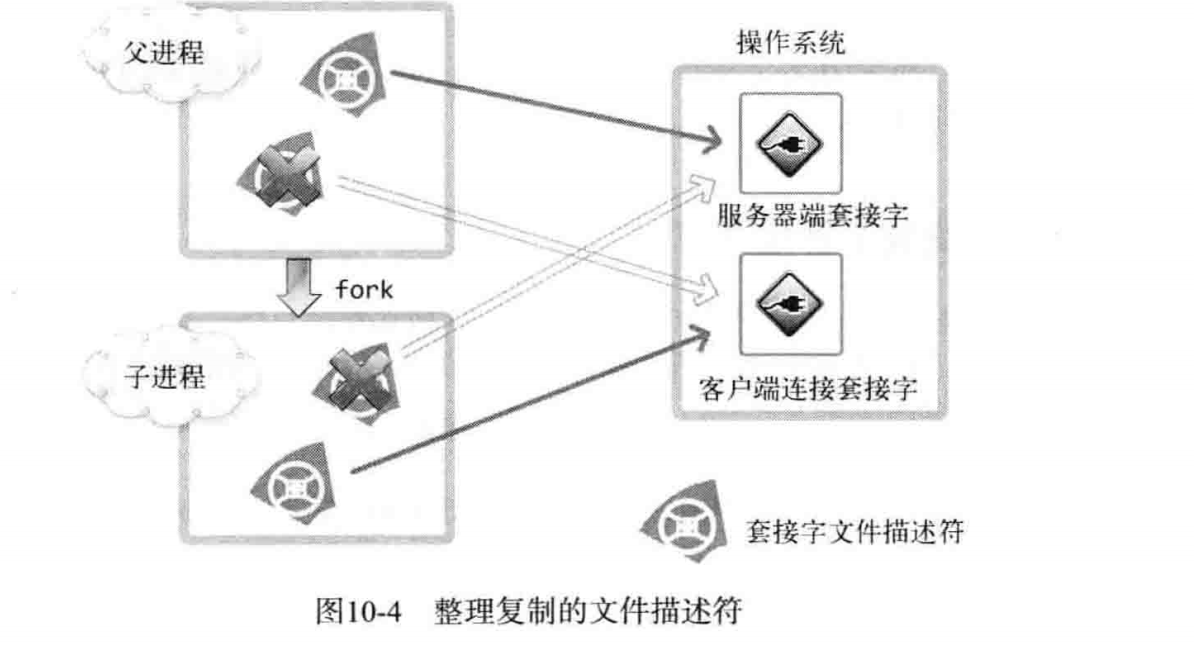 父进程
操作系统
服务器端套接字
fork
子进程
客户端连接套接字
套接字文件描述符
图10-4 整理复制的文件描述符